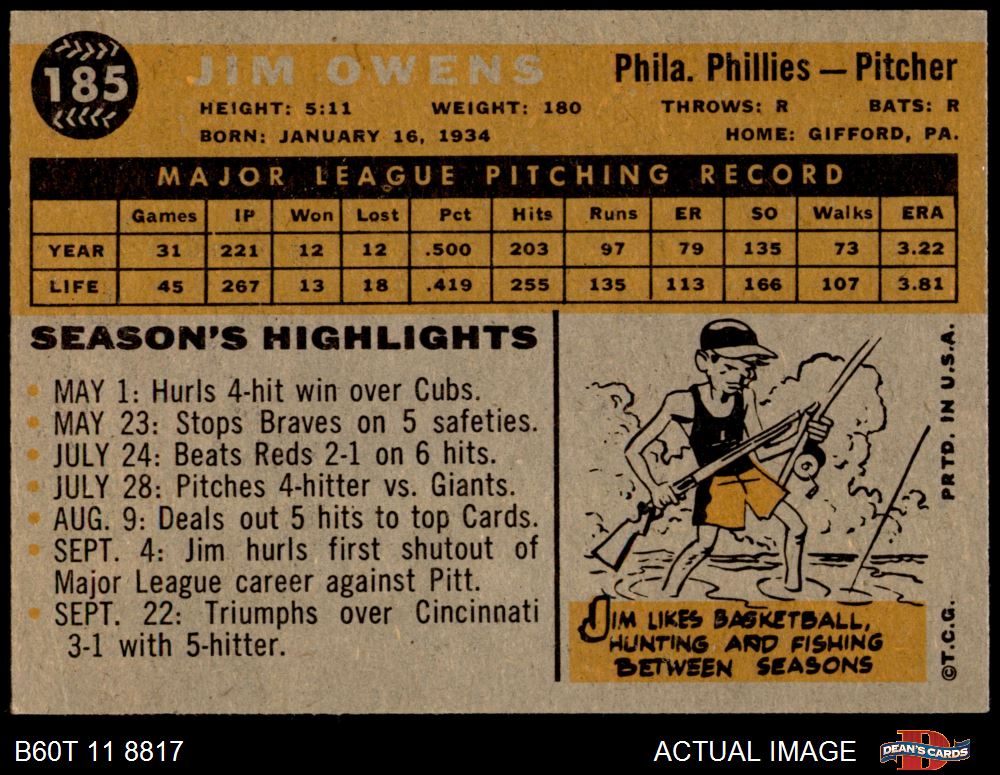 185
JIM OWENS
Phila. Phillies — Pitcher
HEIGHT: 5:11 WEIGHT: 180 THROWS: R BATS: R
BORN: JANUARY 16, 1934 HOME: GIFFORD, PA.
MAJOR LEAGUE PITCHING RECORD
Games IP Won Lost Pct Hits Runs ER SO Walks ERA
YEAR 31 221 12 12 .500 203 97 79 135 73 3.22
LIFE 45 267 13 18 .419 255 135 113 166 107 3.81
SEASON'S HIGHLIGHTS
• MAY 1: Hurls 4-hit win over Cubs.
• MAY 23: Stops Braves on 5 safeties.
• JULY 24: Beats Reds 2-1 on 6 hits.
• JULY 28: Pitches 4-hitter vs. Giants.
• AUG. 9: Deals out 5 hits to top Cards.
• SEPT. 4: Jim hurls first shutout of
Major League career against Pitt.
• SEPT. 22: Triumphs over Cincinnati
3-1 with 5-hitter.
JIM LIKES BASKETBALL,
HUNTING AND FISHING
BETWEEN SEASONS
©T.C.G. PRTD. IN U.S.A.
B60T 11 8817
ACTUAL IMAGE
DEAN'S CARDS